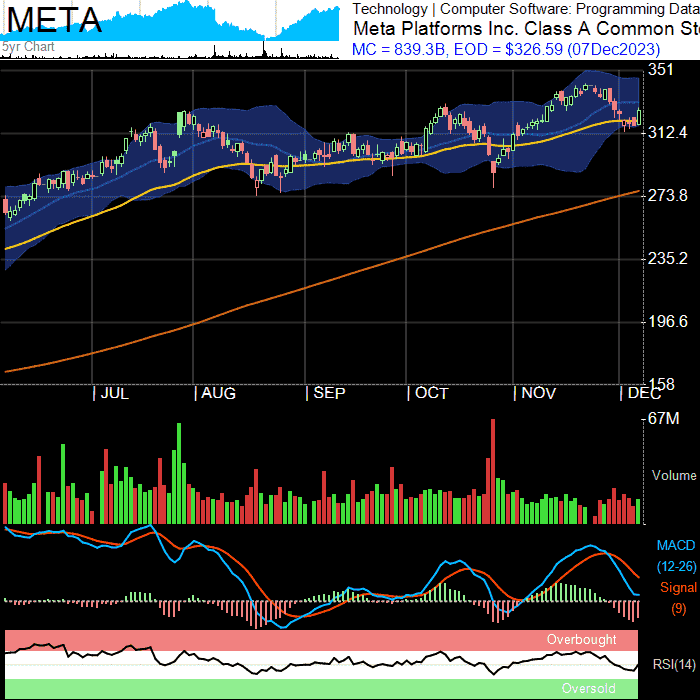 META
5yr Chart
Technology | Computer Software: Programming Data
Meta Platforms Inc. Class A Common Sto
MC = 839.3B, EOD = $326.59 (07Dec2023)
351
312.4
273.8
235.2
196.6
158
| JUL | AUG | SEP | OCT | NOV | DEC
67M
Volume
MACD
(12-26)
Signal
(9)
Overbought
RSI(14)
Oversold